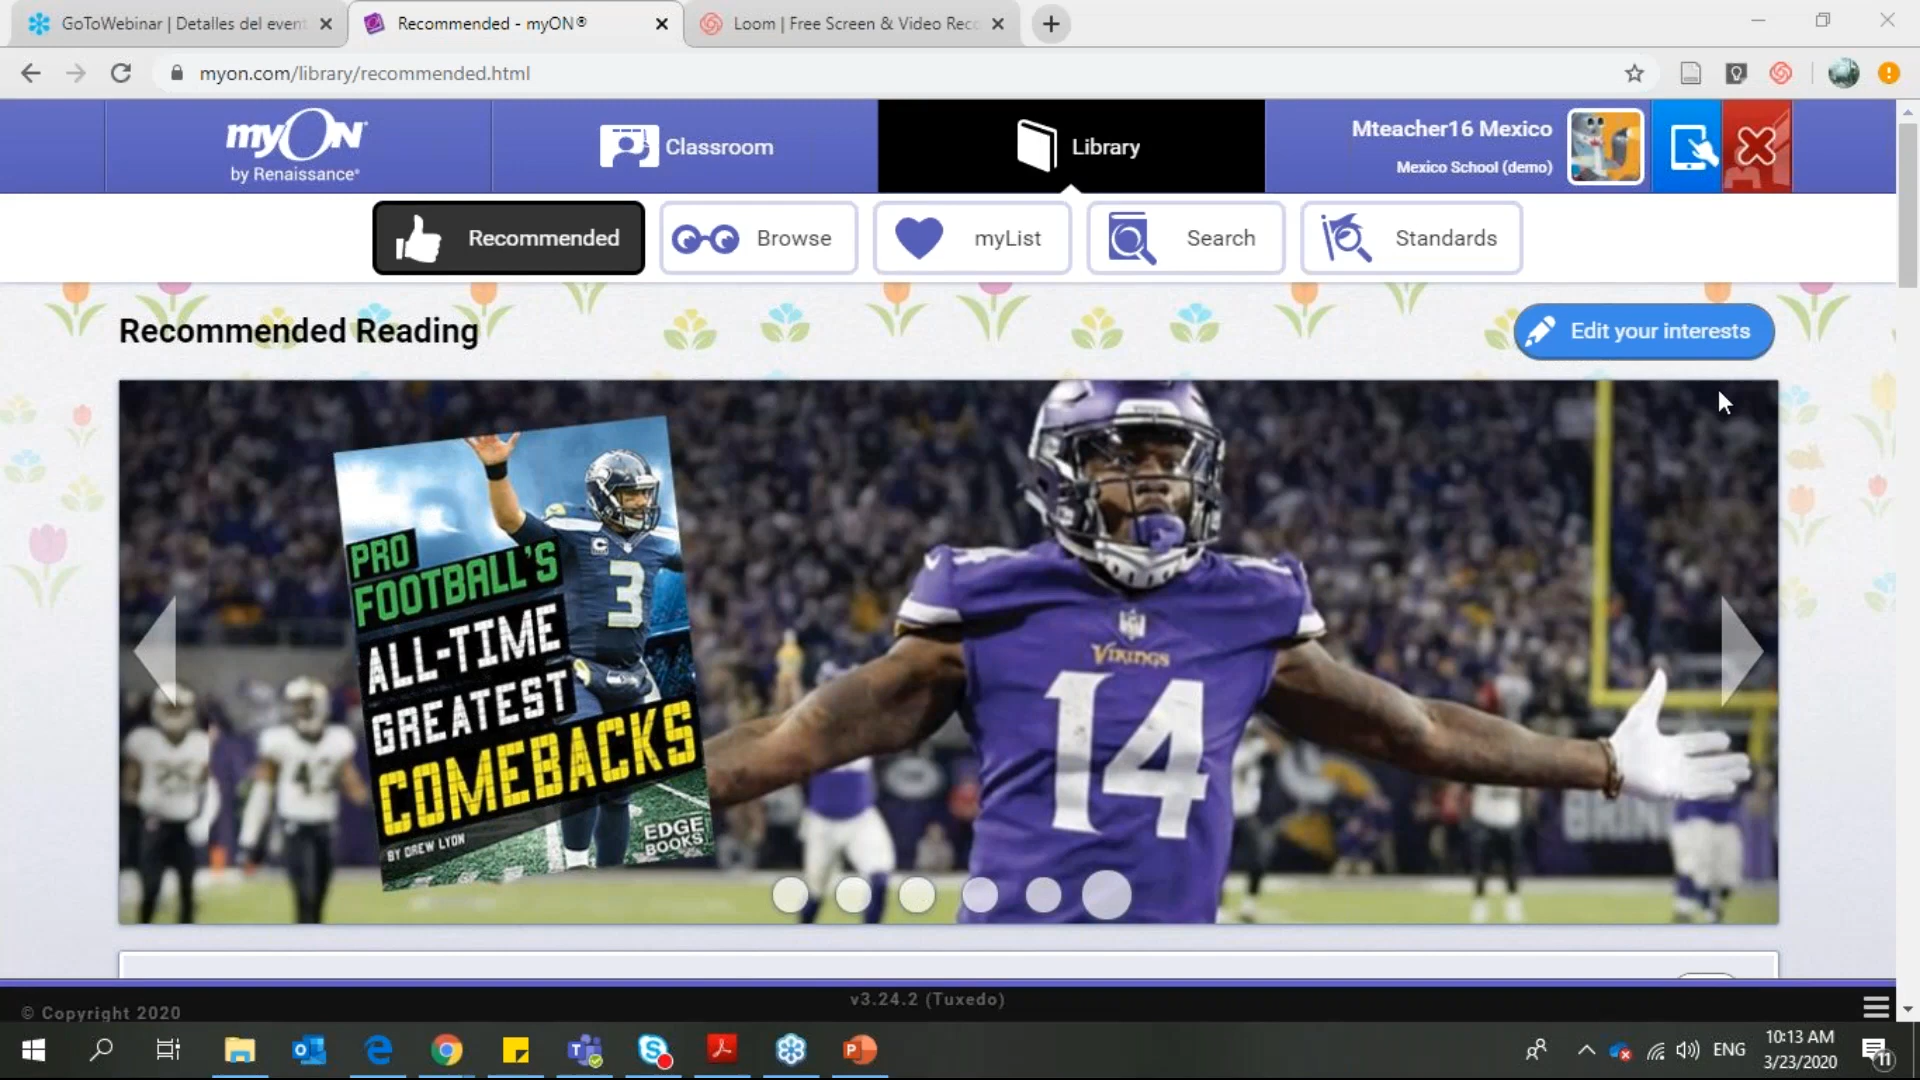 GoToWebinar | Detalles del even
Recommended - myON®
Loom | Free Screen & Video Rec
myon.com/library/recommended.html
myON
by Renaissance®
Classroom
Library
Mteacher16 Mexico
Mexico School (demo)
Recommended
Browse
myList
Search
Standards
Recommended Reading
Edit your interests
PRO
FOOTBALL'S
ALL-TIME
GREATEST
COMEBACKS
BY DREW LYON
EDGE
BOOKS
C
3
VIKINGS
14
v3.24.2 (Tuxedo)
© Copyright 2020
ENG
10:13 AM
3/23/2020
11